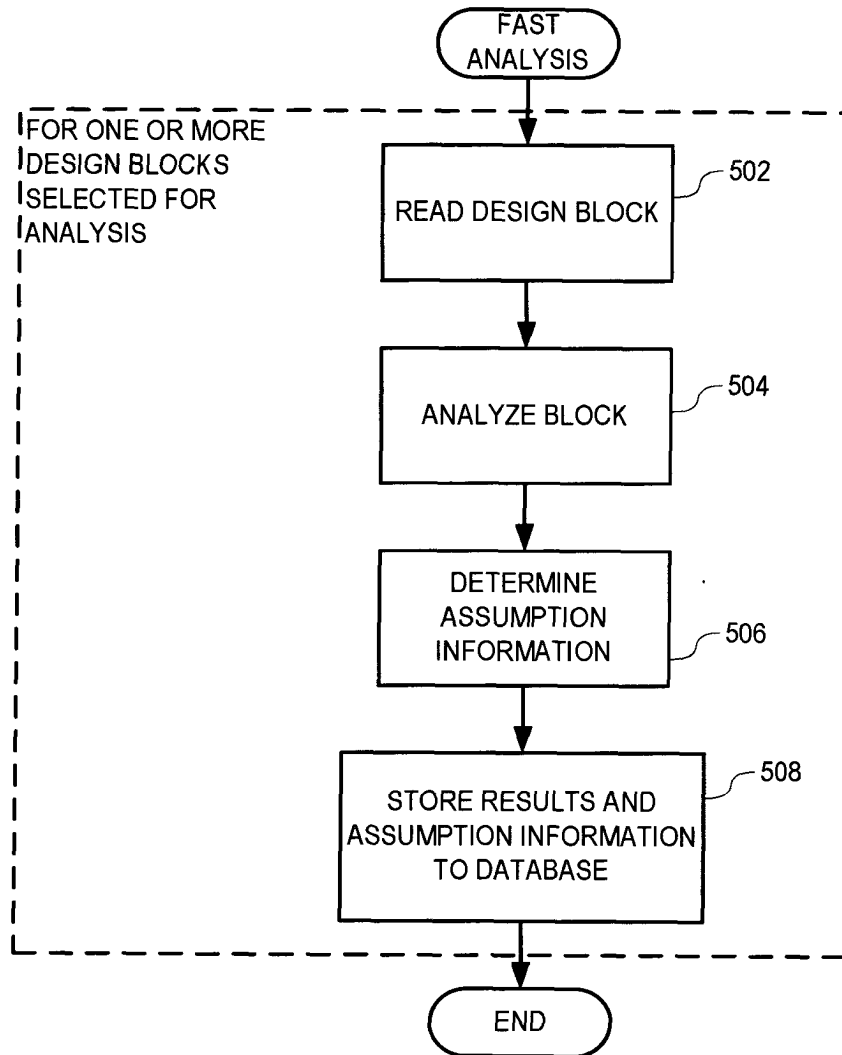 FAST
ANALYSIS
FOR ONE OR MORE
DESIGN BLOCKS
SELECTED FOR
ANALYSIS
READ DESIGN BLOCK
502
ANALYZE BLOCK
504
DETERMINE
ASSUMPTION
INFORMATION
506
STORE RESULTS AND
ASSUMPTION INFORMATION
TO DATABASE
508
END